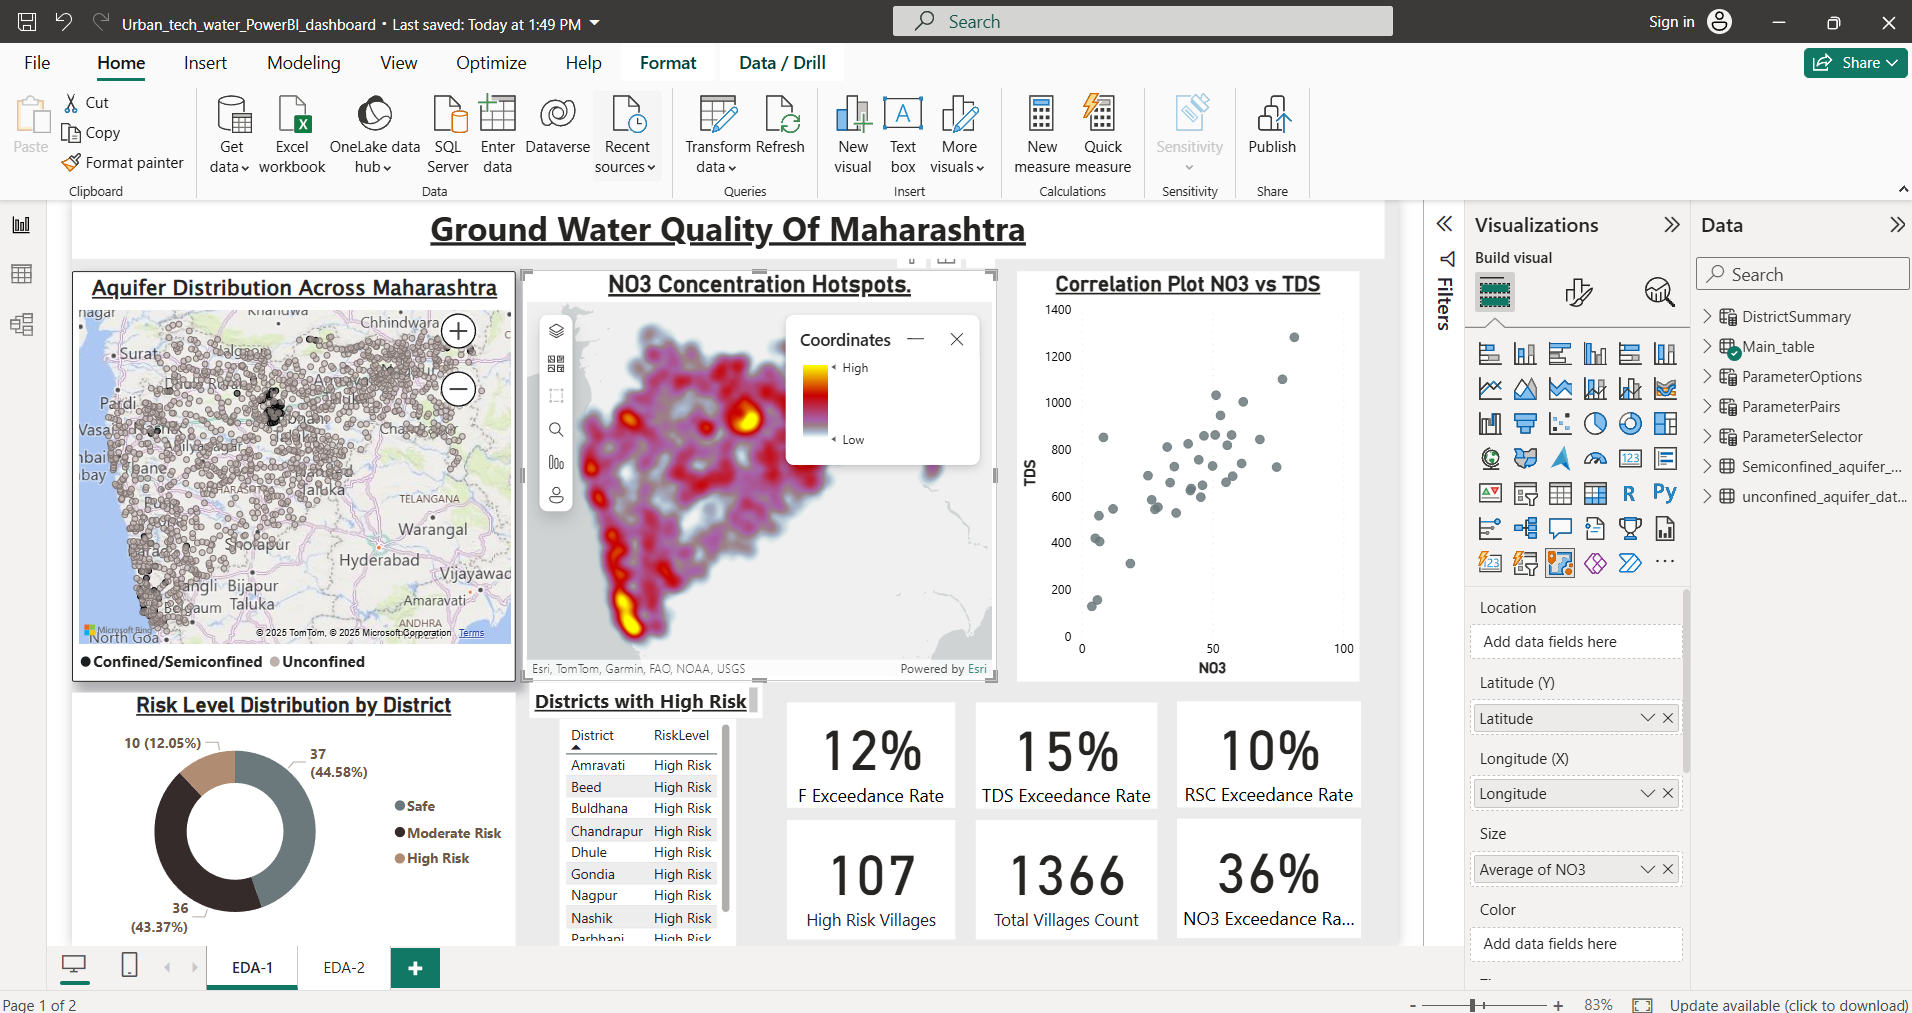 Urban_tech_water_PowerBI_dashboard • Last saved: Today at 1:49 PM
Search
Sign in
File
Home
Insert
Modeling
View
Optimize
Help
Format
Data / Drill
Share
Paste
Cut
Copy
Format painter
Clipboard
Get data
Excel workbook
OneLake data hub
SQL Server
Enter data
Dataverse
Recent sources
Data
Transform data
Refresh
Queries
New visual
Text box
More visuals
Insert
New measure
Quick measure
Calculations
Sensitivity
Sensitivity
Publish
Share
Ground Water Quality Of Maharashtra
Aquifer Distribution Across Maharashtra
Khandwa
Chhindwara
Surat
Pardi
TELANGANA
Warangal
Sholapur
Hyderabad
Bijapur
Taluka
Taluka
Vijayawad
Belgaum
Amaravati
ANDHRA
North Goa
Microsoft Bing
© 2025 TomTom, © 2025 Microsoft Corporation Terms
Confined/Semiconfined
Unconfined
NO3 Concentration Hotspots.
Coordinates
High
Low
Esri, TomTom, Garmin, FAO, NOAA, USGS
Powered by Esri
Correlation Plot NO3 vs TDS
1400
1200
1000
800
600
400
200
0
TDS
0
50
100
NO3
Risk Level Distribution by District
10 (12.05%)
37
(44.58%)
36
(43.37%)
Safe
Moderate Risk
High Risk
Districts with High Risk
District RiskLevel
Amravati High Risk
Beed High Risk
Buldhana High Risk
Chandrapur High Risk
Dhule High Risk
Gondia High Risk
Nagpur High Risk
Nashik High Risk
Parbhani High Risk
12%
F Exceedance Rate
15%
TDS Exceedance Rate
10%
RSC Exceedance Rate
107
High Risk Villages
1366
Total Villages Count
36%
NO3 Exceedance Ra...
Filters
Visualizations
Build visual
R
Py
123
123
Location
Add data fields here
Latitude (Y)
Latitude
Longitude (X)
Longitude
Size
Average of NO3
Color
Add data fields here
Data
Search
DistrictSummary
Main_table
ParameterOptions
ParameterPairs
ParameterSelector
Semiconfined_aquifer_...
unconfined_aquifer_dat...
EDA-1
EDA-2
Page 1 of 2
83%
Update available (click to download)